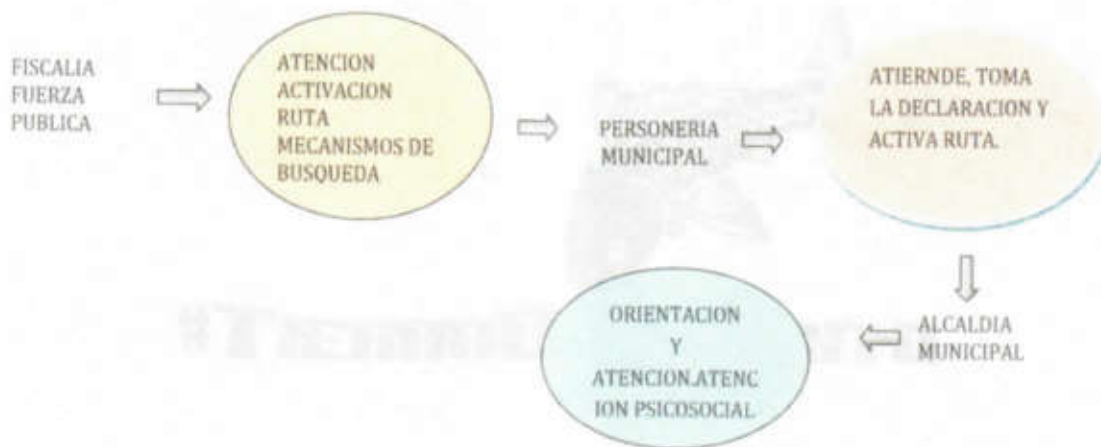 FISCALIA
FUERZA
PUBLICA
ATENCION
ACTIVACION
RUTA
MECANISMOS DE
BUSQUEDA
PERSONERIA
MUNICIPAL
ATIERNDE, TOMA
LA DECLARACION Y
ACTIVA RUTA.
ALCALDIA
MUNICIPAL
ORIENTACION
Y
ATENCION.ATENC
ION PSICOSOCIAL